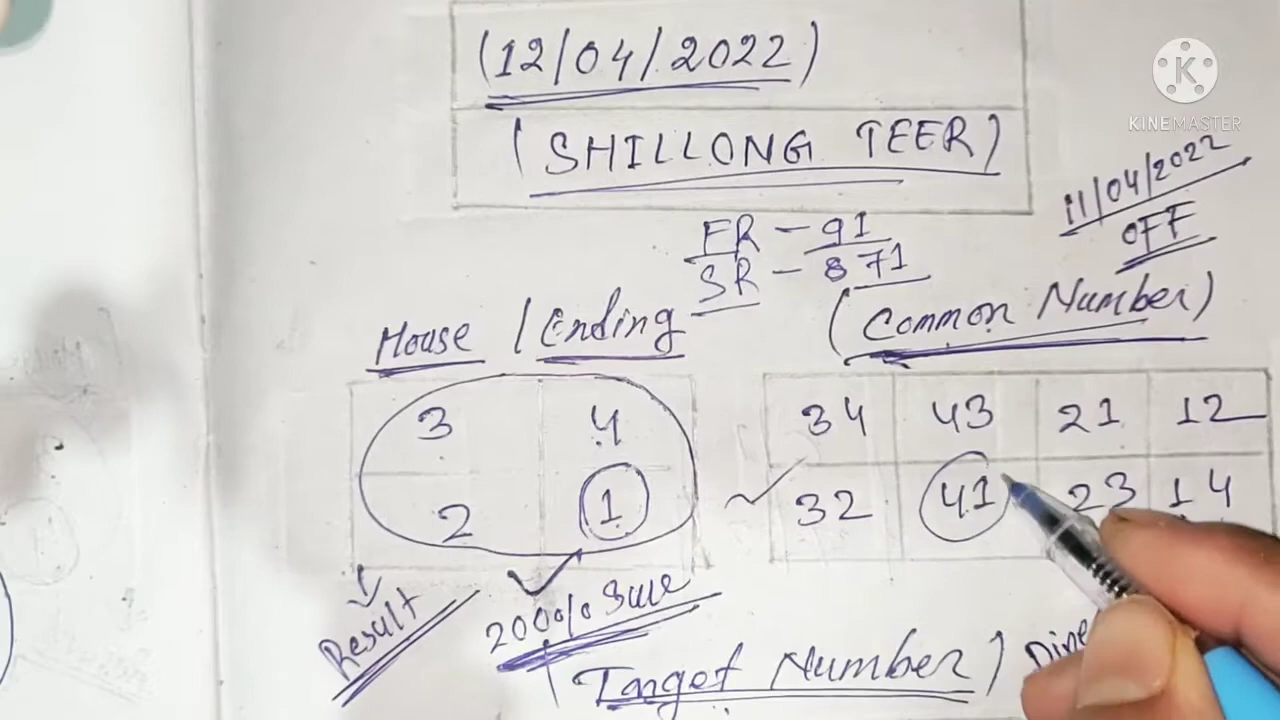 (12/04/2022)
KINEMASTER
(SHILLONG TEER)
11/04/2022
OFF
FR - 91
SR - 871
House / Ending
(Common Number)
3 4
2 1
34 43 21 12
32 41 23 14
Result
200% Sure
(Target Number)